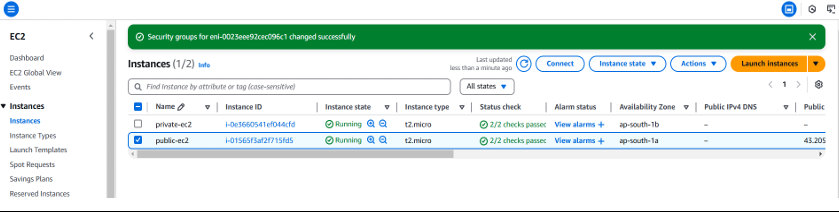 EC2
Dashboard
EC2 Global View
Events
Instances
Instances
Instance Types
Launch Templates
Spot Requests
Savings Plans
Reserved Instances
Security groups for eni-0023eee92cec096c1 changed successfully
Instances (1/2) Info
Last updated
less than a minute ago
Connect
Instance state
Actions
Launch instances
Find Instance by attribute or tag (case-sensitive)
All states
1
Name Instance ID Instance state Instance type Status check Alarm status Availability Zone Public IPv4 DNS Public
private-ec2 i-0e3660541ef044cfd Running t2.micro 2/2 checks passed View alarms + ap-south-1b – –
public-ec2 i-01565f3af2f715fd5 Running t2.micro 2/2 checks passed View alarms + ap-south-1a – 43.205